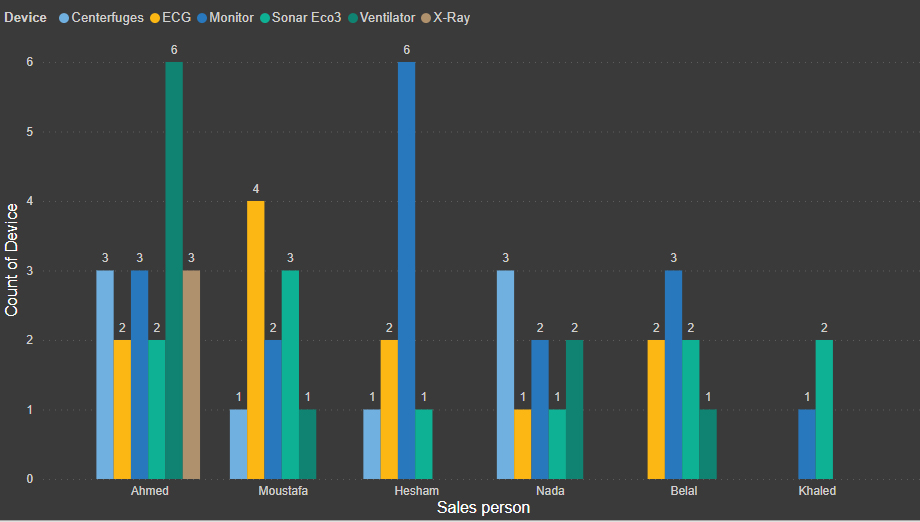 Device Centerfuges ECG Monitor Sonar Eco3 Ventilator X-Ray
Count of Device
6
5
4
3
2
1
0
3 2 3 2 6 3
1 4 2 3 1
1 2 6 1
3 1 2 1 2
2 3 2 1
1 2
Ahmed Moustafa Hesham Nada Belal Khaled
Sales person